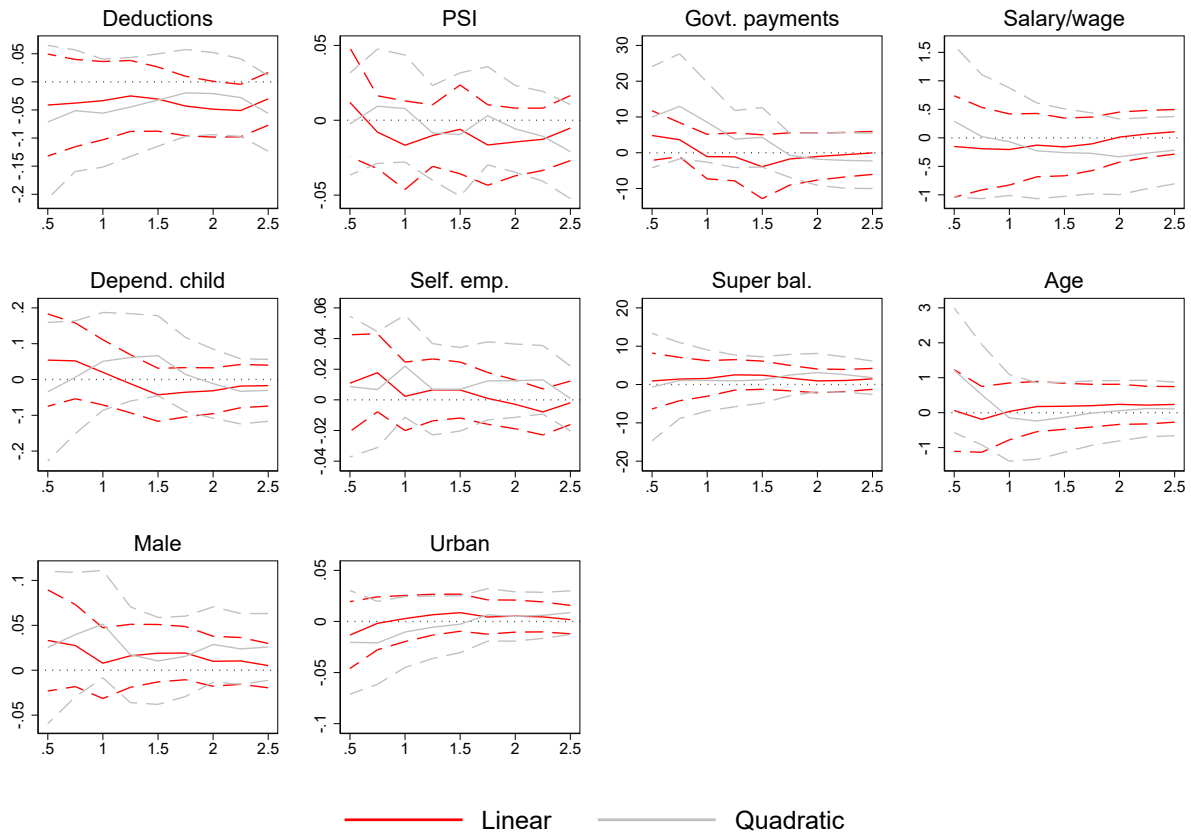 Deductions
.05
0
-.05
-.1
-.15
-.2
.5 1 1.5 2 2.5
PSI
.05
0
-.05
.5 1 1.5 2 2.5
Govt. payments
30
20
10
0
-10
.5 1 1.5 2 2.5
Salary/wage
1.5
1
.5
0
-.5
-1
.5 1 1.5 2 2.5
Depend. child
.2
.1
0
-.1
-.2
.5 1 1.5 2 2.5
Self. emp.
.06
.04
.02
0
-.02
-.04
.5 1 1.5 2 2.5
Super bal.
20
10
0
-10
-20
.5 1 1.5 2 2.5
Age
3
2
1
0
-1
.5 1 1.5 2 2.5
Male
.1
.05
0
-.05
.5 1 1.5 2 2.5
Urban
.05
0
-.05
-.1
.5 1 1.5 2 2.5
Linear Quadratic